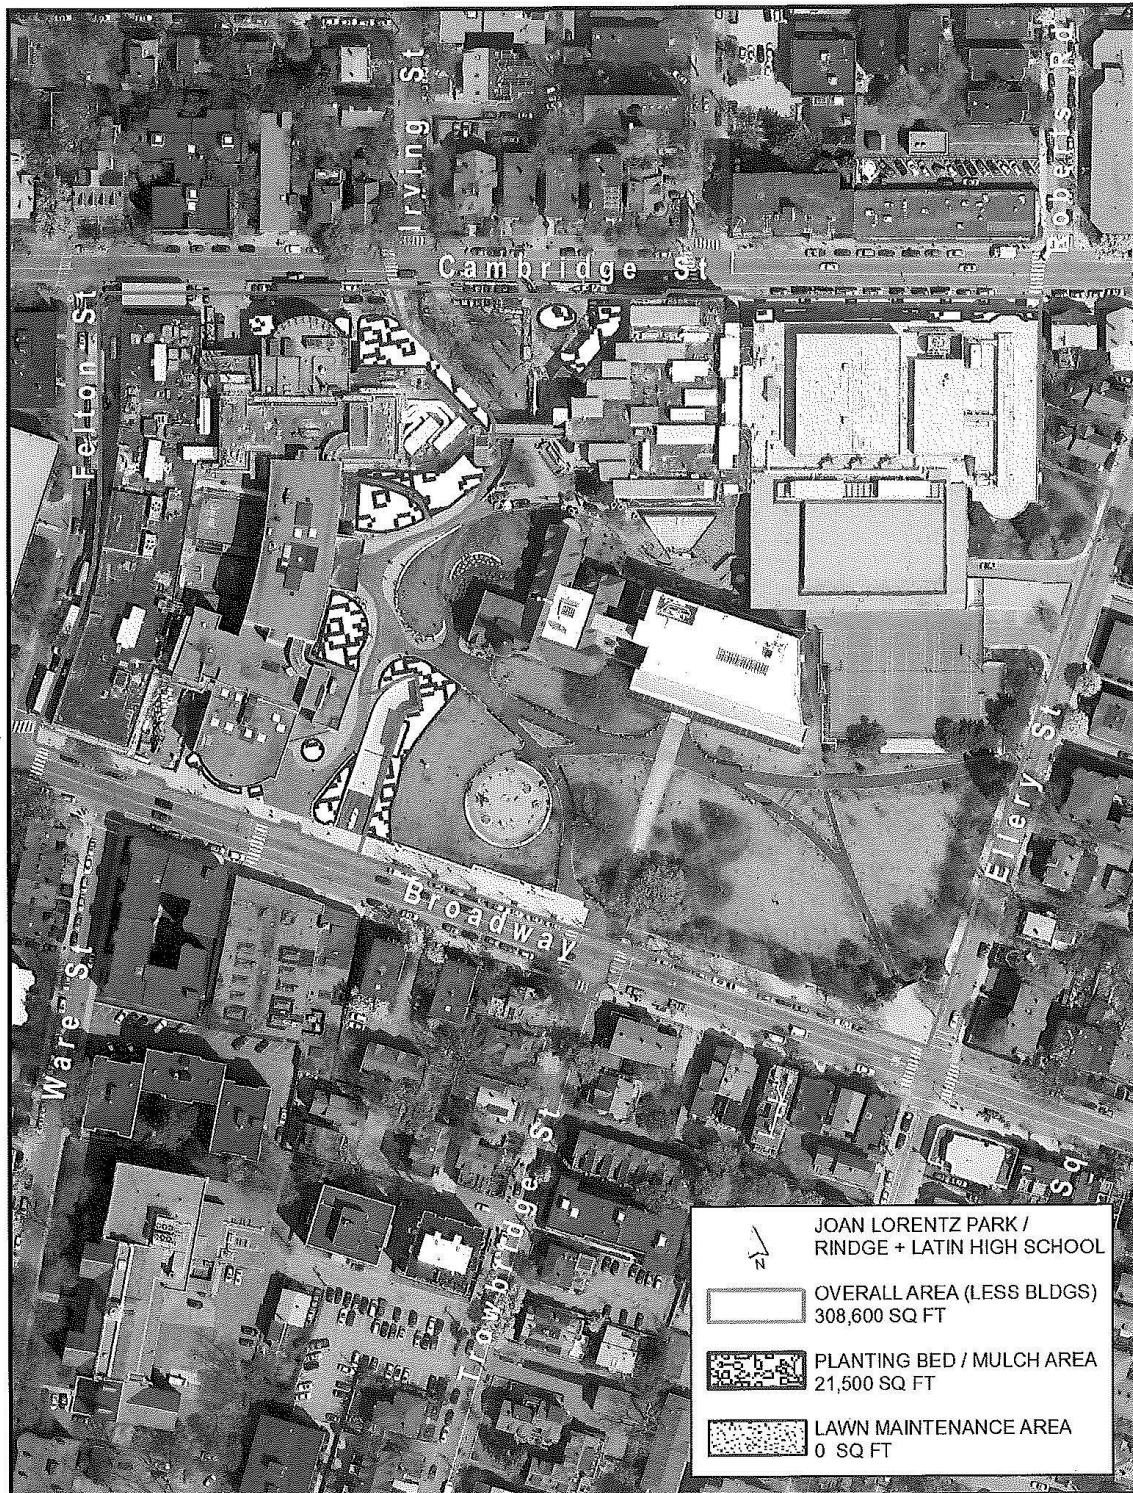 Irving St
Roberts Rd
Cambridge St
Felton St
Ellery St
Broadway
Ware St
Trowbridge St
Sq
JOAN LORENTZ PARK /
RINDGE + LATIN HIGH SCHOOL
N
OVERALL AREA (LESS BLDGS)
308,600 SQ FT
PLANTING BED / MULCH AREA
21,500 SQ FT
LAWN MAINTENANCE AREA
0 SQ FT